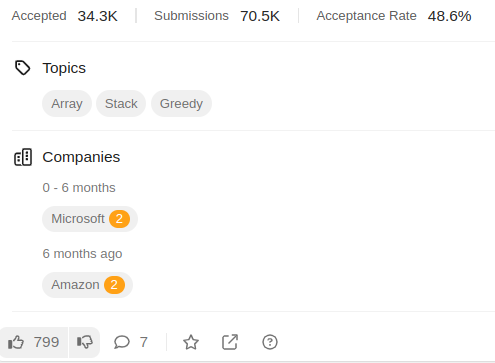 Accepted 34.3K Submissions 70.5K Acceptance Rate 48.6%
Topics
Array Stack Greedy
Companies
0 - 6 months
Microsoft 2
6 months ago
Amazon 2
799 7